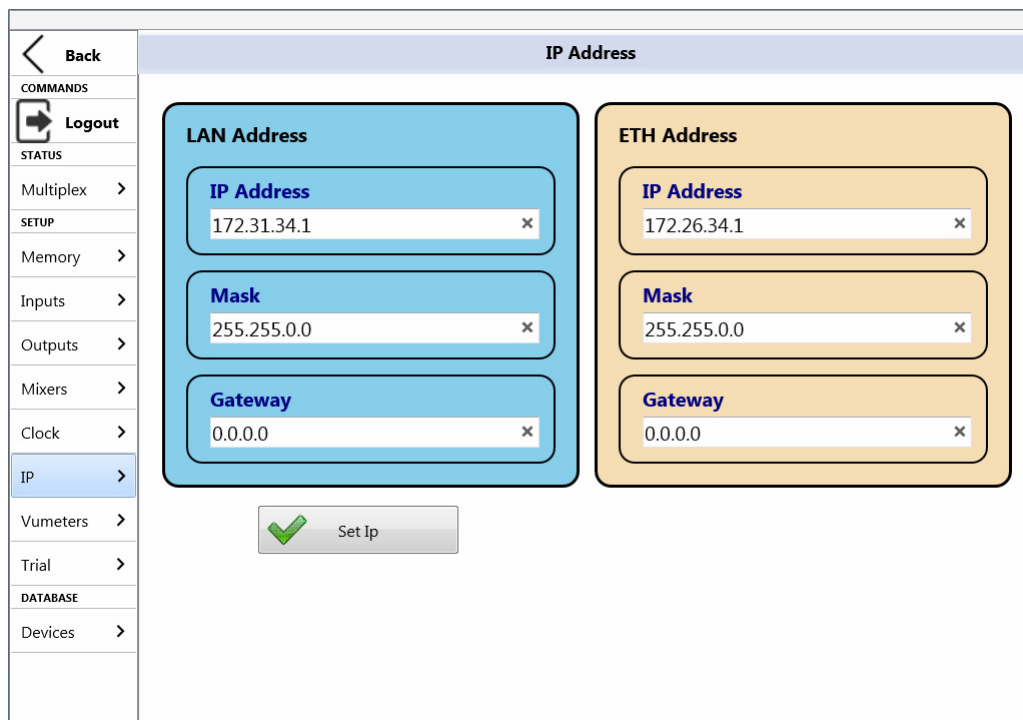 Back
IP Address
COMMANDS
Logout
STATUS
Multiplex
SETUP
Memory
Inputs
Outputs
Mixers
Clock
IP
Vumeters
Trial
DATABASE
Devices
LAN Address
IP Address
172.31.34.1
Mask
255.255.0.0
Gateway
0.0.0.0
ETH Address
IP Address
172.26.34.1
Mask
255.255.0.0
Gateway
0.0.0.0
Set Ip